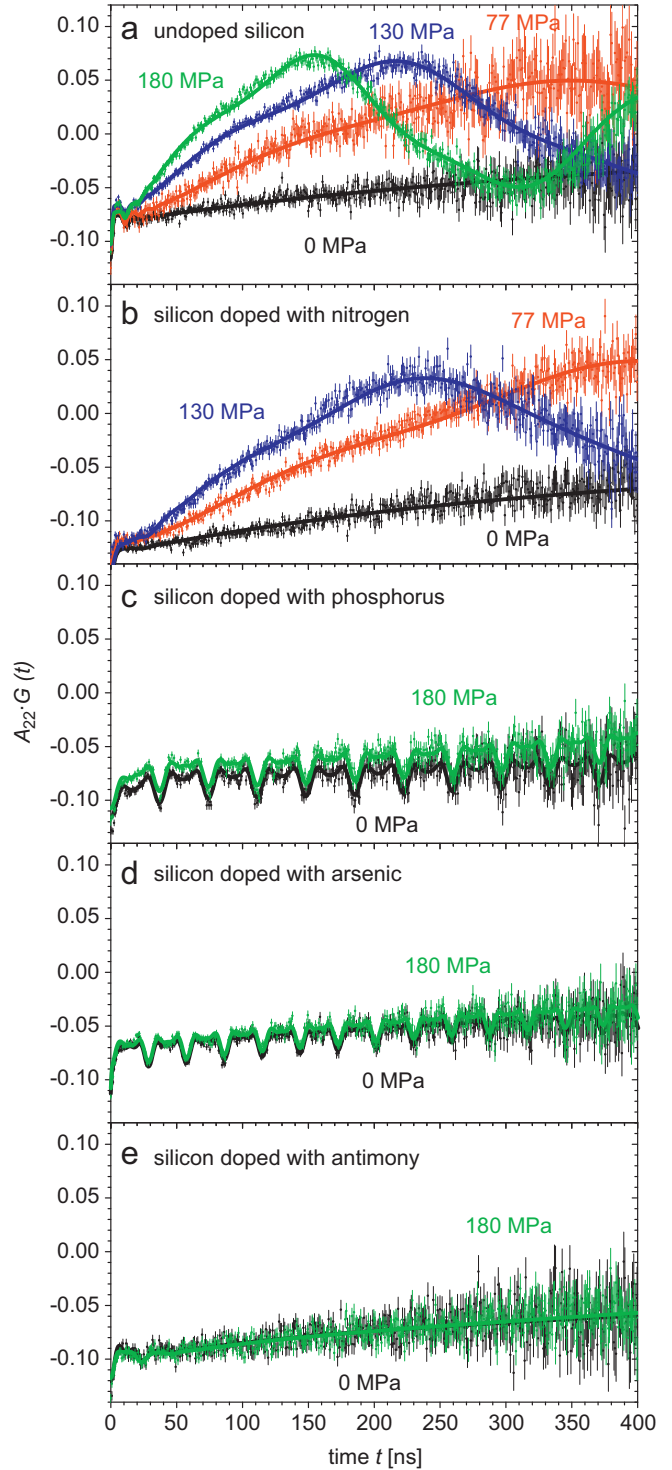 0.12
a undoped silicon
130 MPa
77 MPa
180 MPa
0.10
0.05
0.00
-0.05
-0.10
0 MPa
b silicon doped with nitrogen
77 MPa
130 MPa
0.10
0.05
0.00
-0.05
-0.10
0 MPa
c silicon doped with phosphorus
0.10
0.05
0.00
-0.05
-0.10
180 MPa
0 MPa
A22·G (t)
d silicon doped with arsenic
0.10
0.05
0.00
-0.05
-0.10
180 MPa
0 MPa
e silicon doped with antimony
0.10
0.05
0.00
-0.05
-0.10
180 MPa
0 MPa
0 50 100 150 200 250 300 350 400
time t [ns]